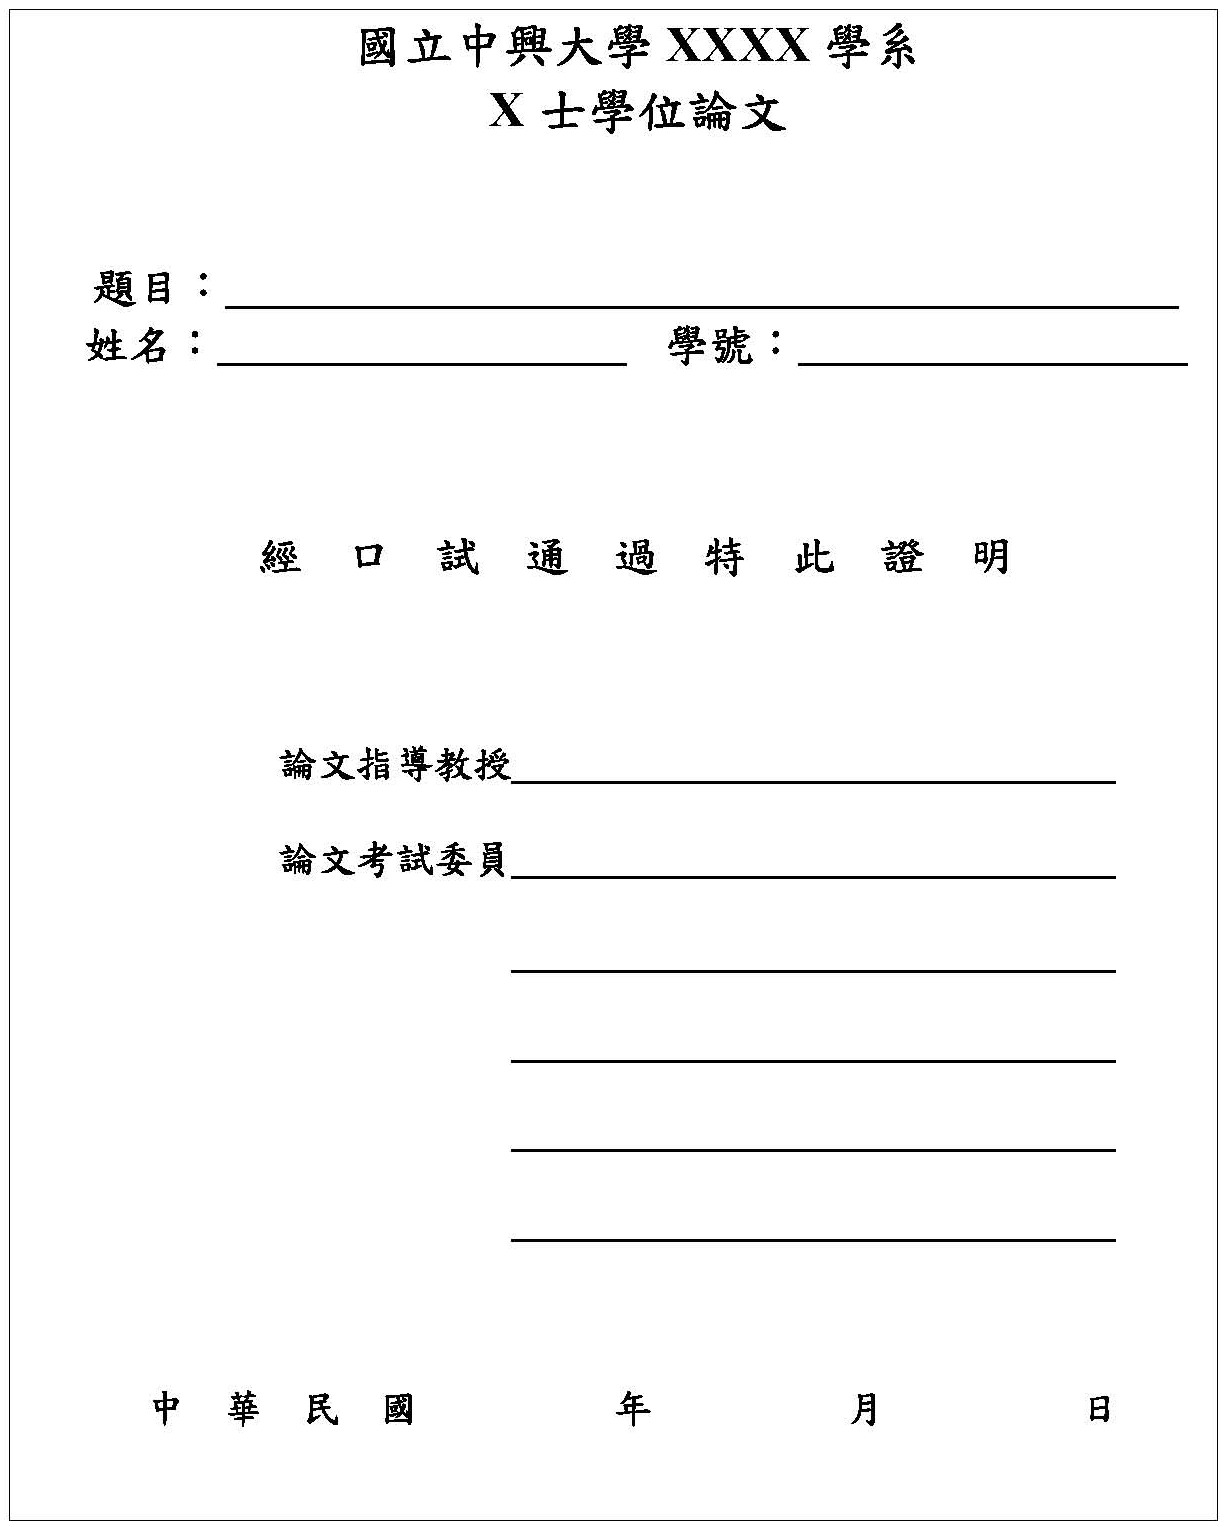 國立中興大學 XXXX 學系
X 士學位論文
題目：
姓名： 學號：
經 口 試 通 過 特 此 證 明
論文指導教授
論文考試委員
中 華 民 國 年 月 日